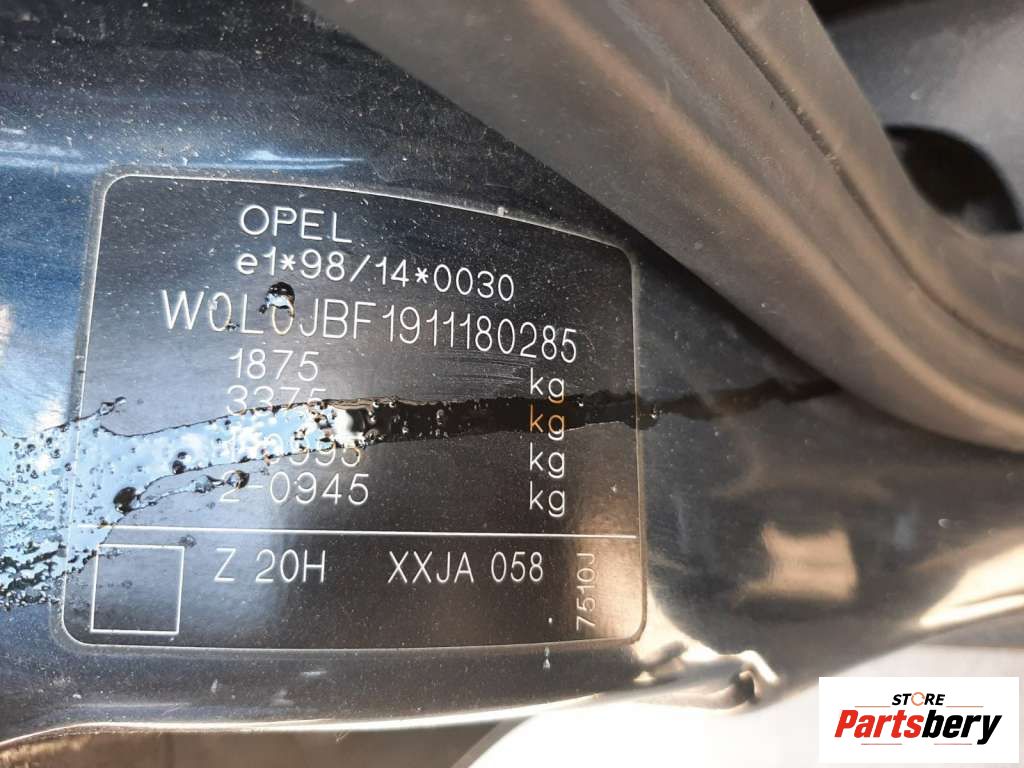 OPEL
e1*98/14*0030
W0L0JBF1911180285
1875 kg
3375 kg
kg
2-0945 kg
Z 20H XXJA 058
7510J
STORE
Partsbery